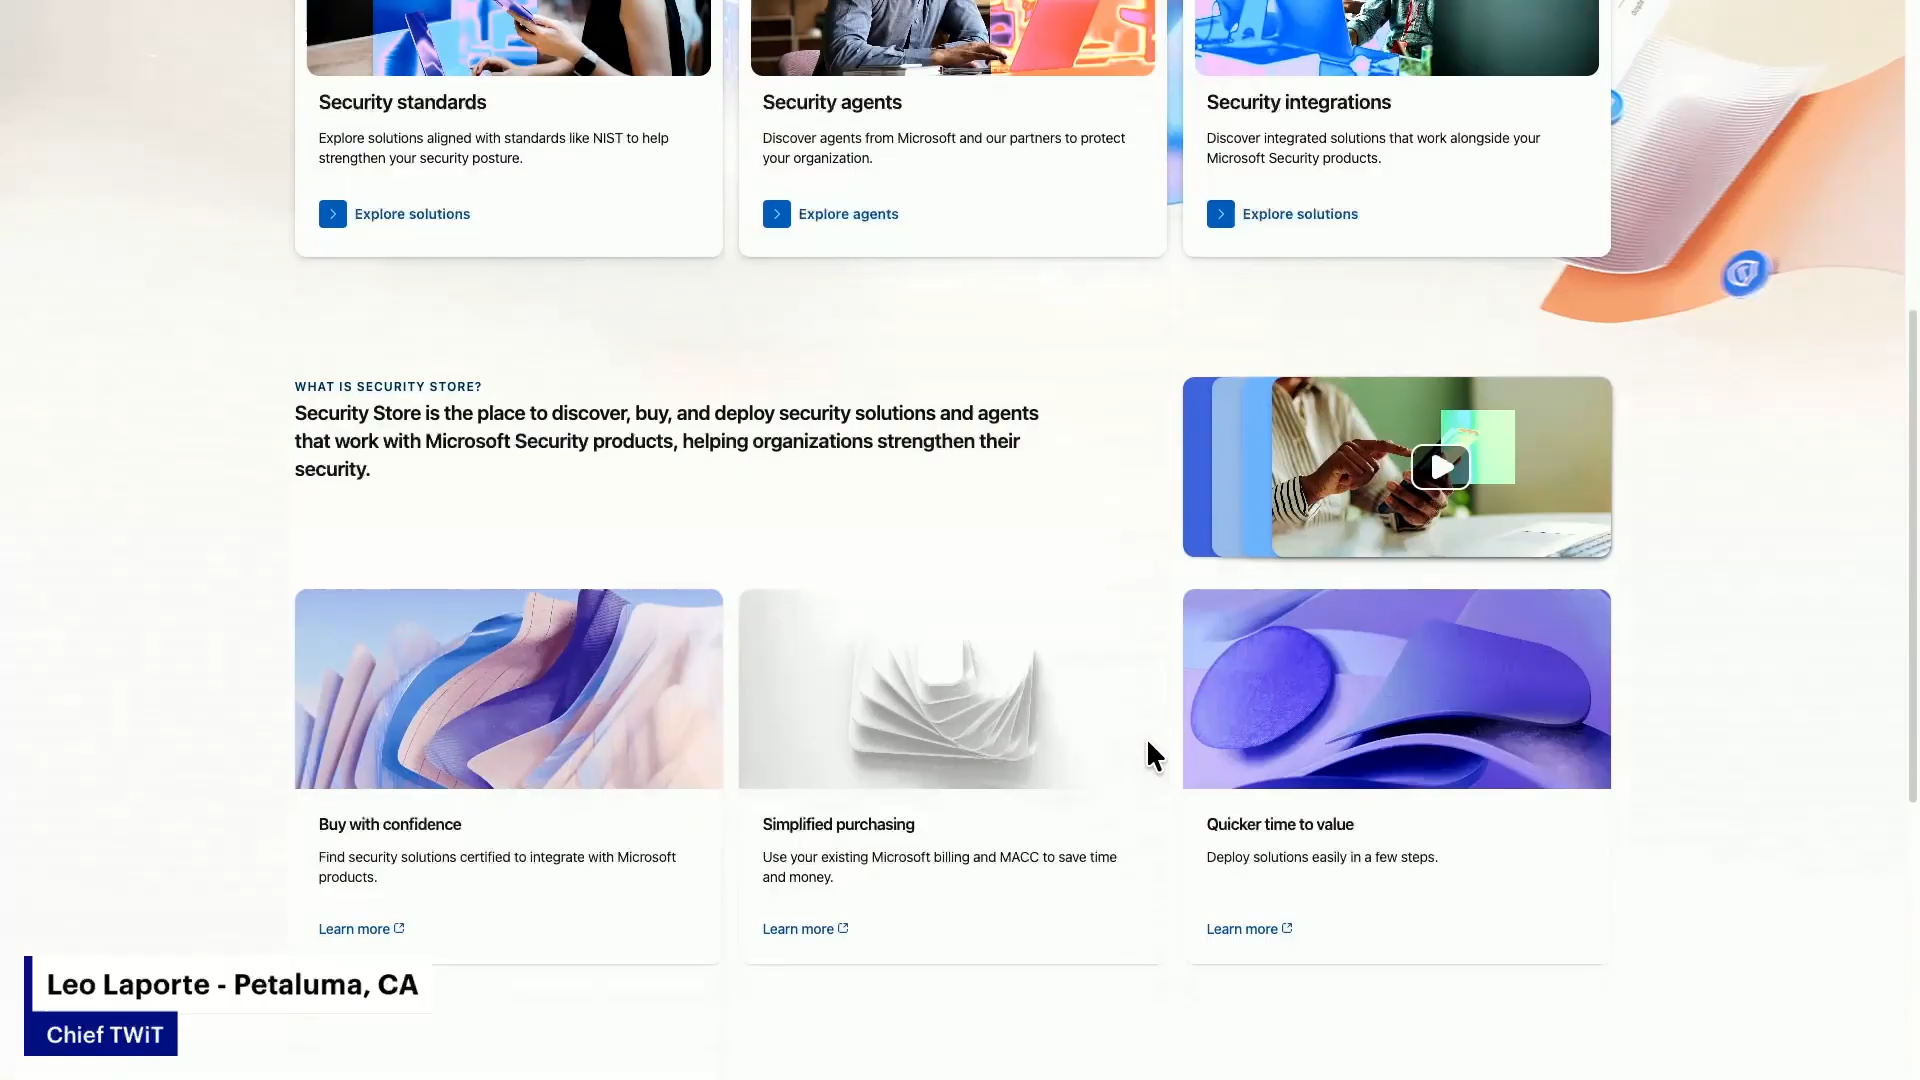 Security standards
Explore solutions aligned with standards like NIST to help
strengthen your security posture.
Explore solutions
Security agents
Discover agents from Microsoft and our partners to protect
your organization.
Explore agents
Security integrations
Discover integrated solutions that work alongside your
Microsoft Security products.
Explore solutions
WHAT IS SECURITY STORE?
Security Store is the place to discover, buy, and deploy security solutions and agents
that work with Microsoft Security products, helping organizations strengthen their
security.
Buy with confidence
Find security solutions certified to integrate with Microsoft
products.
Learn more
Simplified purchasing
Use your existing Microsoft billing and MACC to save time
and money.
Learn more
Quicker time to value
Deploy solutions easily in a few steps.
Learn more
Leo Laporte - Petaluma, CA
Chief TWiT